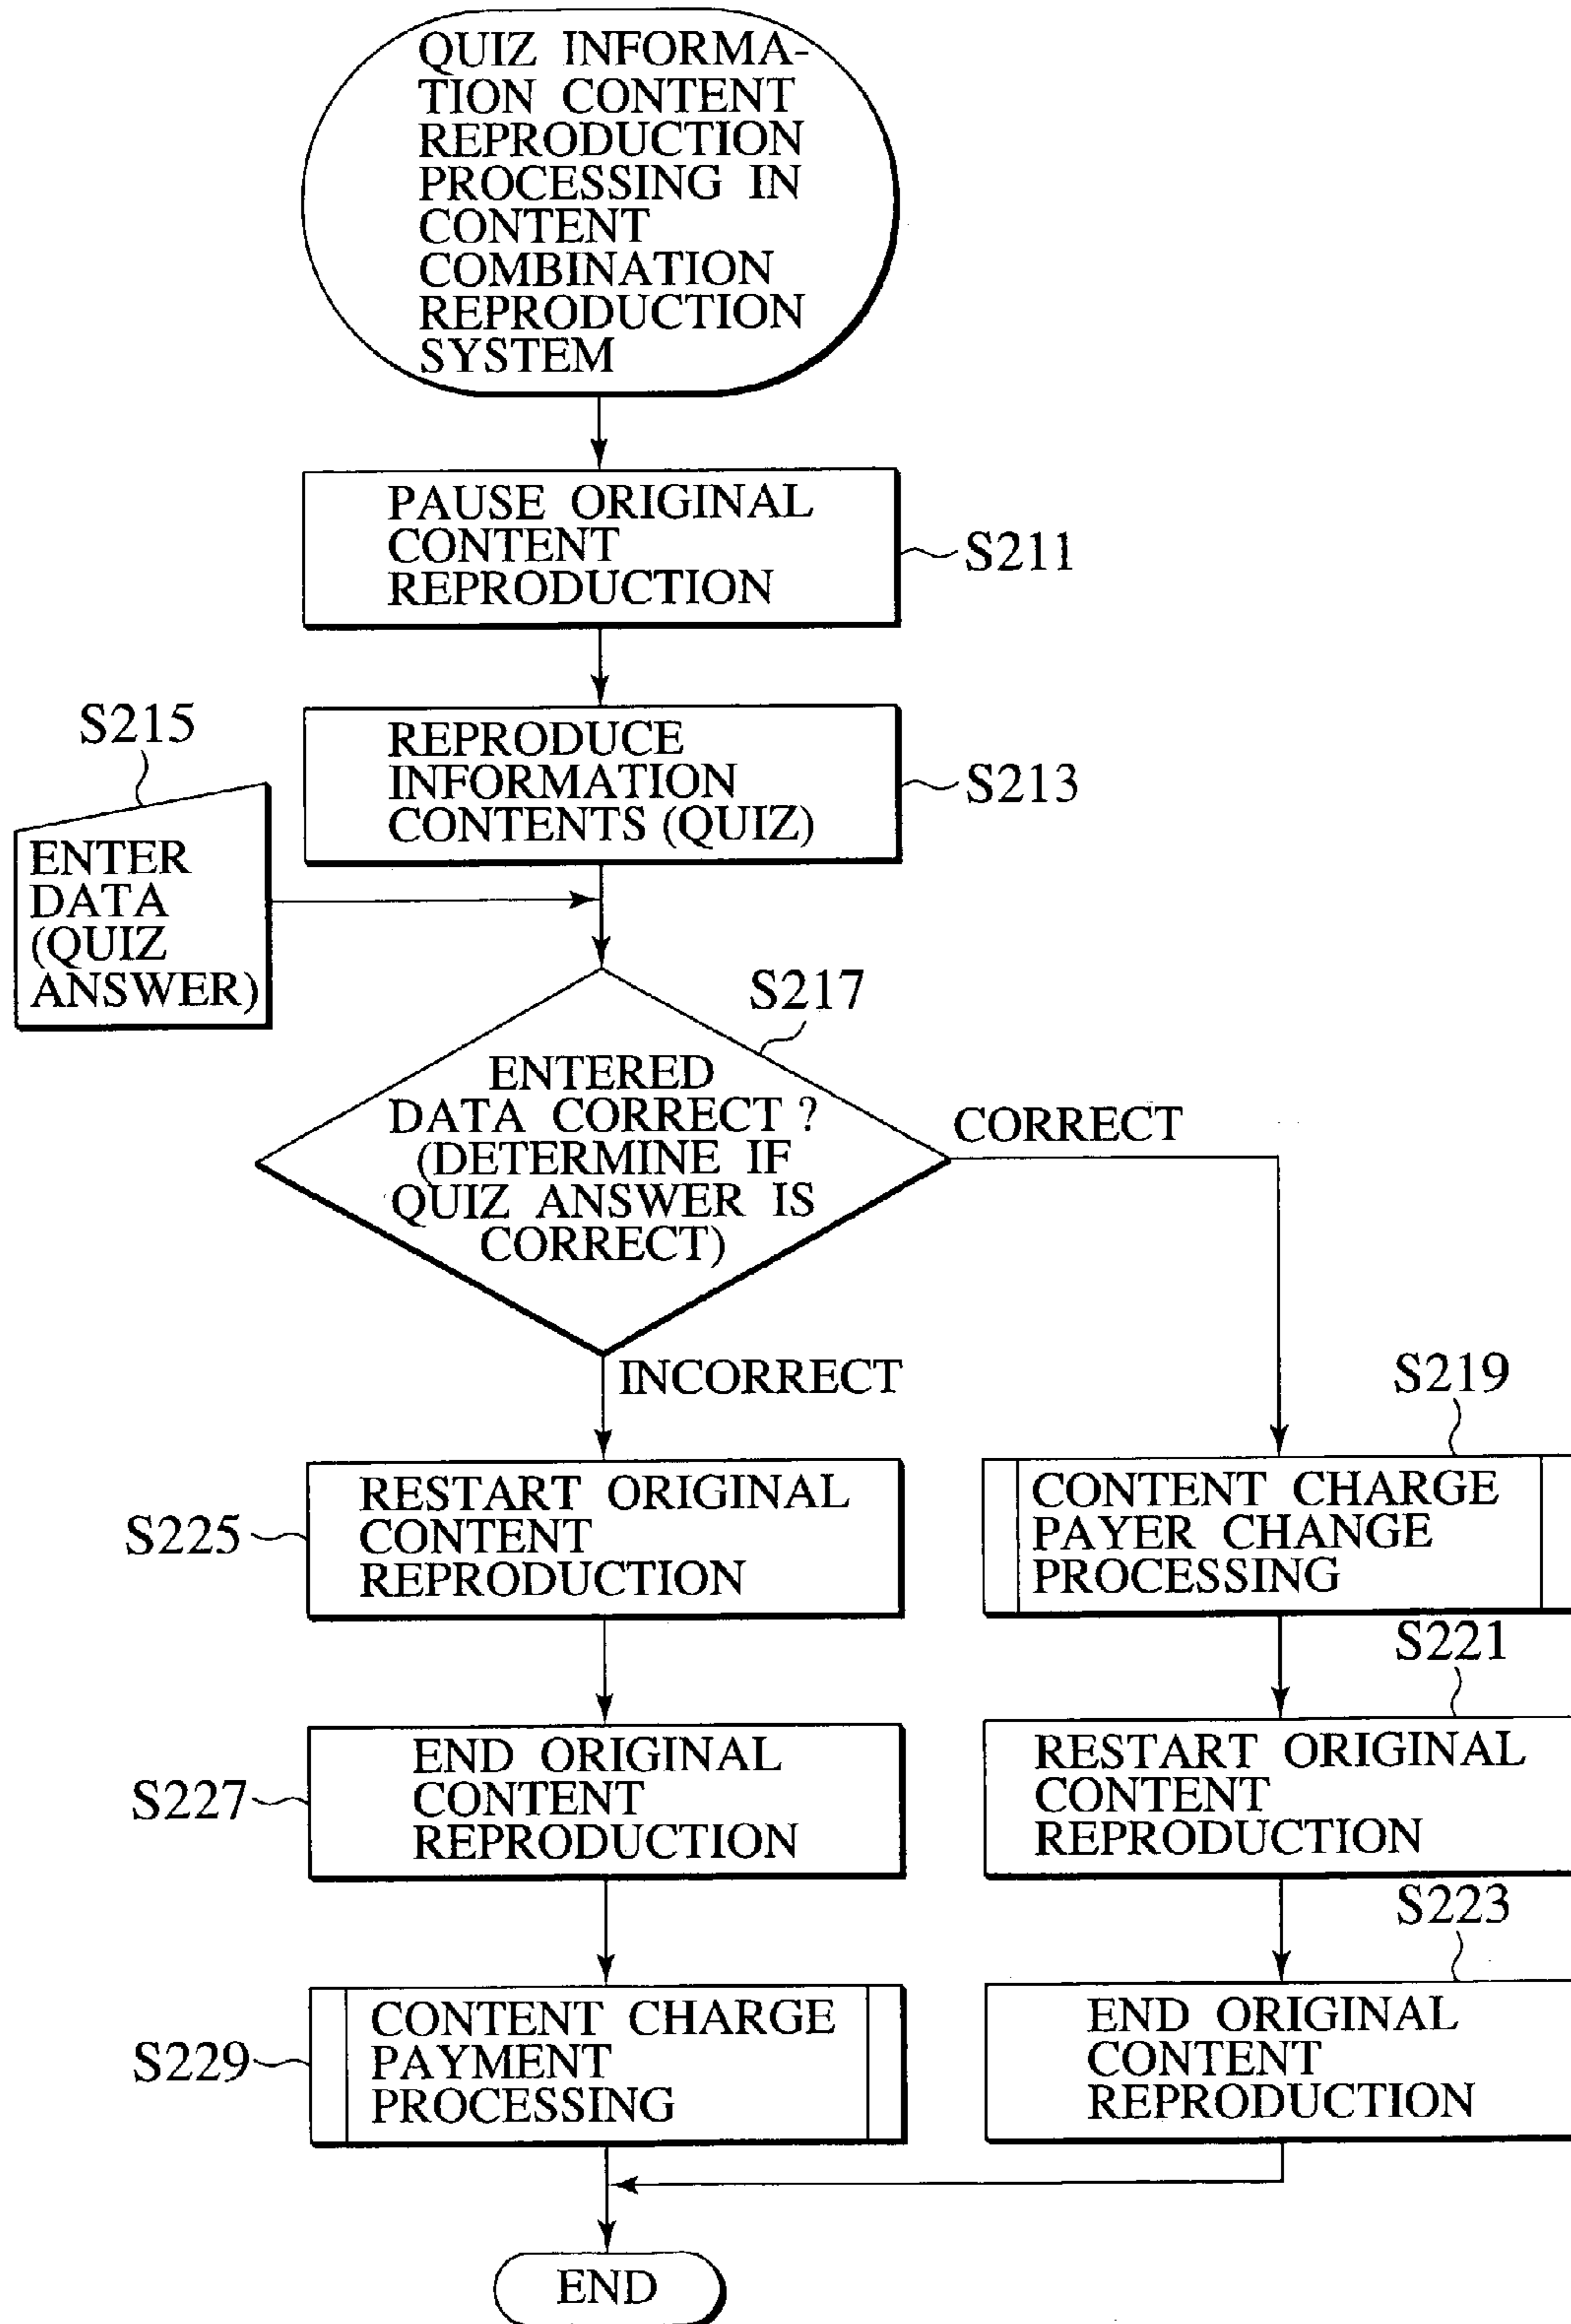 QUIZ INFORMA-
TION CONTENT
REPRODUCTION
PROCESSING IN
CONTENT
COMBINATION
REPRODUCTION
SYSTEM
PAUSE ORIGINAL
CONTENT
REPRODUCTION
S211
REPRODUCE
INFORMATION
CONTENTS (QUIZ)
S213
S215
ENTER
DATA
(QUIZ
ANSWER)
S217
ENTERED
DATA CORRECT ?
(DETERMINE IF
QUIZ ANSWER IS
CORRECT)
CORRECT
INCORRECT
S219
CONTENT CHARGE
PAYER CHANGE
PROCESSING
S225
RESTART ORIGINAL
CONTENT
REPRODUCTION
S221
RESTART ORIGINAL
CONTENT
REPRODUCTION
S227
END ORIGINAL
CONTENT
REPRODUCTION
S223
END ORIGINAL
CONTENT
REPRODUCTION
S229
CONTENT CHARGE
PAYMENT
PROCESSING
END